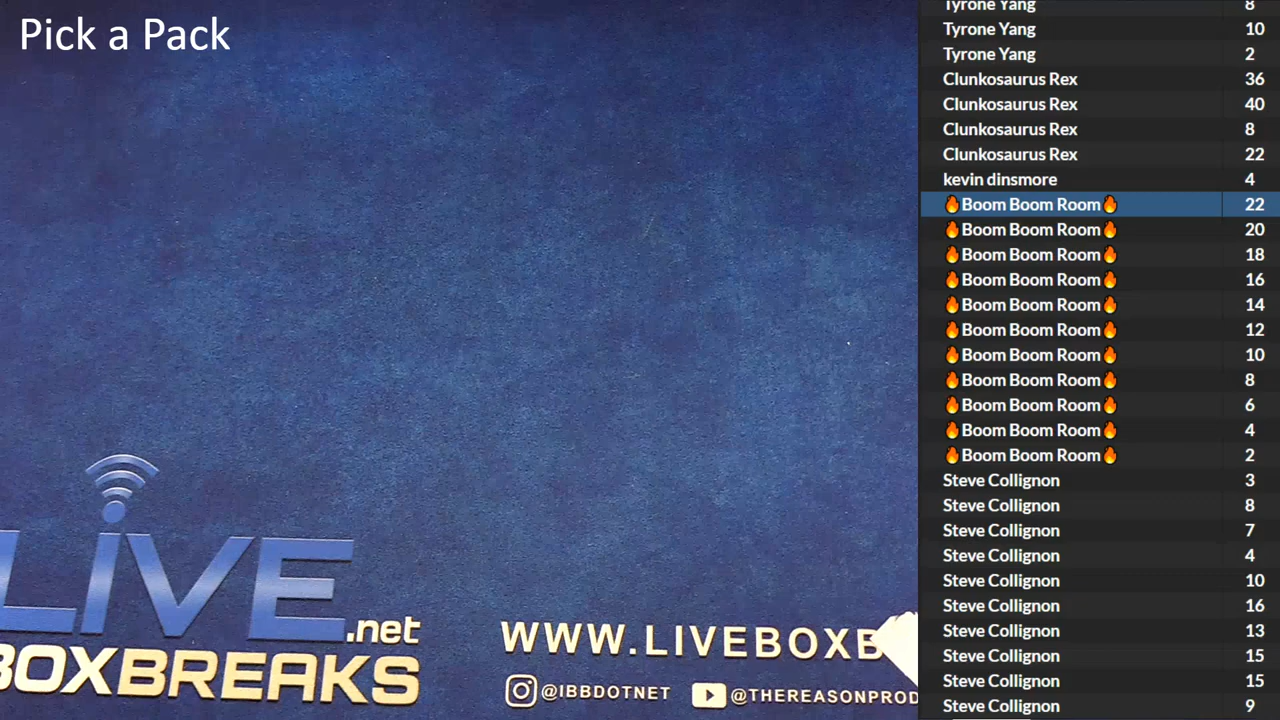 Pick a Pack
Tyrone Yang 8
Tyrone Yang 10
Tyrone Yang 2
Clunkosaurus Rex 36
Clunkosaurus Rex 40
Clunkosaurus Rex 8
Clunkosaurus Rex 22
kevin dinsmore 4
🔥Boom Boom Room🔥 22
🔥Boom Boom Room🔥 20
🔥Boom Boom Room🔥 18
🔥Boom Boom Room🔥 16
🔥Boom Boom Room🔥 14
🔥Boom Boom Room🔥 12
🔥Boom Boom Room🔥 10
🔥Boom Boom Room🔥 8
🔥Boom Boom Room🔥 6
🔥Boom Boom Room🔥 4
🔥Boom Boom Room🔥 2
Steve Collignon 3
Steve Collignon 8
Steve Collignon 7
Steve Collignon 4
Steve Collignon 10
Steve Collignon 16
Steve Collignon 13
Steve Collignon 15
Steve Collignon 15
Steve Collignon 9
LIVE
.net
BOXBREAKS
WWW.LIVEBOXB
@IBBDOTNET @THEREASONPROD